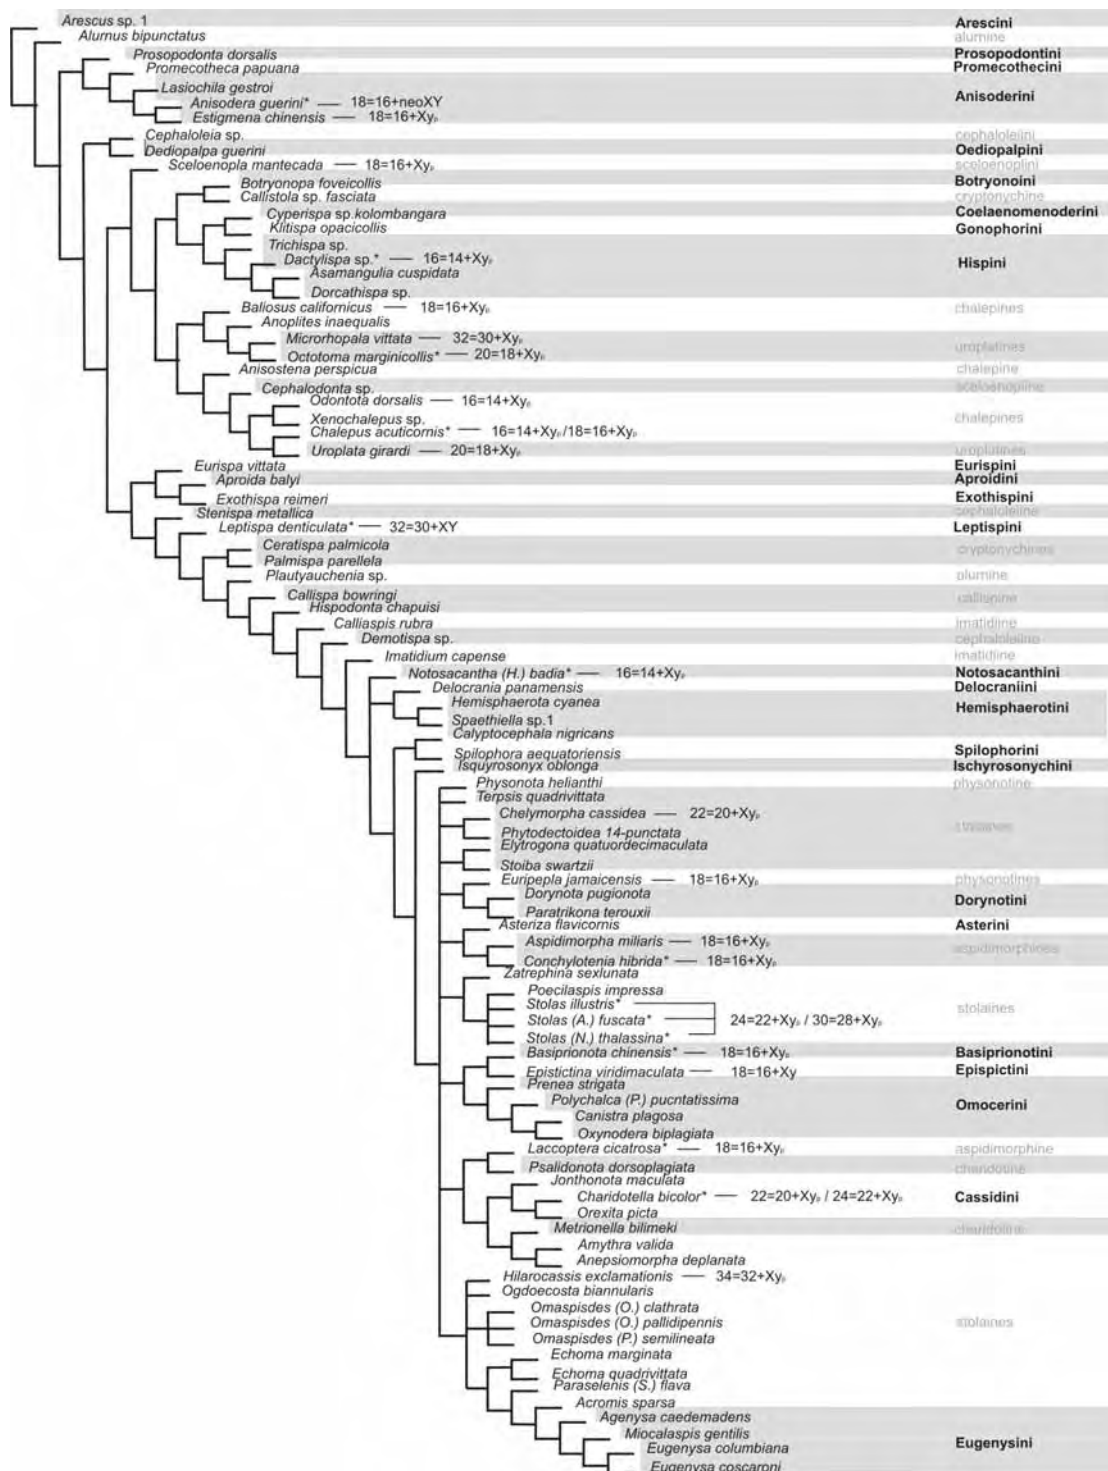 Arescus sp. 1 Arescini
Alurnus bipunctatus alurnine
Prosopodonta dorsalis Prosopodontini
Promecotheca papuana Promecothecini
Lasiochila gestroi
Anisodera guerini* — 18=16+neoXY Anisoderini
Estigmena chinensis — 18=16+Xyp
Cephaloleia sp. cephaloleiini
Dediopalpa guerini Oediopalpini
Sceloenopla mantecada — 18=16+Xyp sceloenoplini
Botryonopa foveicollis Botryonoini
Callistola sp. fasciata cryptonychine
Cyperispa sp.kolombangara Coelaenomenoderini
Klitispa opacicollis Gonophorini
Trichispa sp.
Dactylispa sp.* — 16=14+Xyp Hispini
Asamangulia cuspidata
Dorcathispa sp.
Baliosus californicus — 18=16+Xyp chalepines
Anoplites inaequalis
Microrhopala vittata — 32=30+Xyp uroplatines
Octotoma marginicollis* — 20=18+Xyp
Anisostena perspicua chalepine
Cephalodonta sp. sceloenopline
Odontota dorsalis — 16=14+Xyp
Xenochalepus sp. chalepines
Chalepus acuticornis* — 16=14+Xyp/18=16+Xyp
Uroplata girardi — 20=18+Xyp uroplatines
Eurispa vittata Eurispini
Aproida balyi Aproidini
Exothispa reimeri Exothispini
Stenispa metallica cephaloleiine
Leptispa denticulata* — 32=30+XY Leptispini
Ceratispa palmicola cryptonychines
Palmispa parellela
Plautyauchenia sp. alurnine
Callispa bowringi callispine
Hispodonta chapuisi
Calliaspis rubra imatidiine
Demotispa sp. cephaloleiine
Imatidium capense imatidiine
Notosacantha (H.) badia* — 16=14+Xyp Notosacanthini
Delocrania panamensis Delocraniini
Hemisphaerota cyanea Hemisphaerotini
Spaethiella sp.1
Calyptocephala nigricans
Spilophora aequatoriensis Spilophorini
Isquyrosonyx oblonga Ischyrosonychini
Physonota helianthi physonotine
Terpsis quadrivittata
Chelymorpha cassidea — 22=20+Xyp stolaines
Phytodectoidea 14-punctata
Elytrogona quatuordecimaculata
Stoiba swartzii
Euripepla jamaicensis — 18=16+Xyp physonotines
Dorynota pugionota Dorynotini
Paratrikona terouxii
Asteriza flavicornis Asterini
Aspidimorpha miliaris — 18=16+Xyp aspidimorphines
Conchylotenia hibrida* — 18=16+Xyp
Zatrephina sexlunata
Poecilaspis impressa
Stolas illustris* stolaines
Stolas (A.) fuscata* — 24=22+Xyp / 30=28+Xyp
Stolas (N.) thalassina*
Basiprionota chinensis* — 18=16+Xyp Basiprionotini
Epistictina viridimaculata — 18=16+Xy Epispictini
Prenea strigata
Polychalca (P.) pucntatissima Omocerini
Canistra plagosa
Oxynodera biplagiata
Laccoptera cicatrosa* — 18=16+Xyp aspidimorphine
Psalidonota dorsoplagiata
Jonthonota maculata
Charidotella bicolor* — 22=20+Xyp / 24=22+Xyp Cassidini
Orexita picta
Metrionella bilimeki
Amythra valida
Anepsiomorpha deplanata
Hilarocassis exclamationis — 34=32+Xyp
Ogdoecosta biannularis
Omaspisdes (O.) clathrata
Omaspisdes (O.) pallidipennis stolaines
Omaspisdes (P.) semilineata
Echoma marginata
Echoma quadrivittata
Paraselenis (S.) flava
Acromis sparsa
Agenysa caedemadens
Miocalaspis gentilis Eugenysini
Eugenysa columbiana
Eugenysa coscaroni